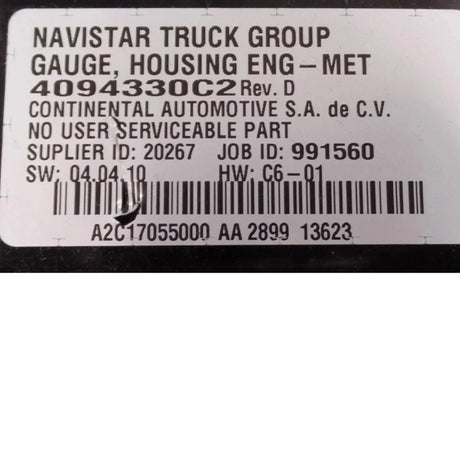 NAVISTAR TRUCK GROUP
GAUGE, HOUSING ENG-MET
4094330C2 Rev. D
CONTINENTAL AUTOMOTIVE S.A. de C.V.
NO USER SERVICEABLE PART
SUPLIER ID: 20267 JOB ID: 991560
SW: 04.04.10 HW: C6-01
A2C17055000 AA 2899 13623